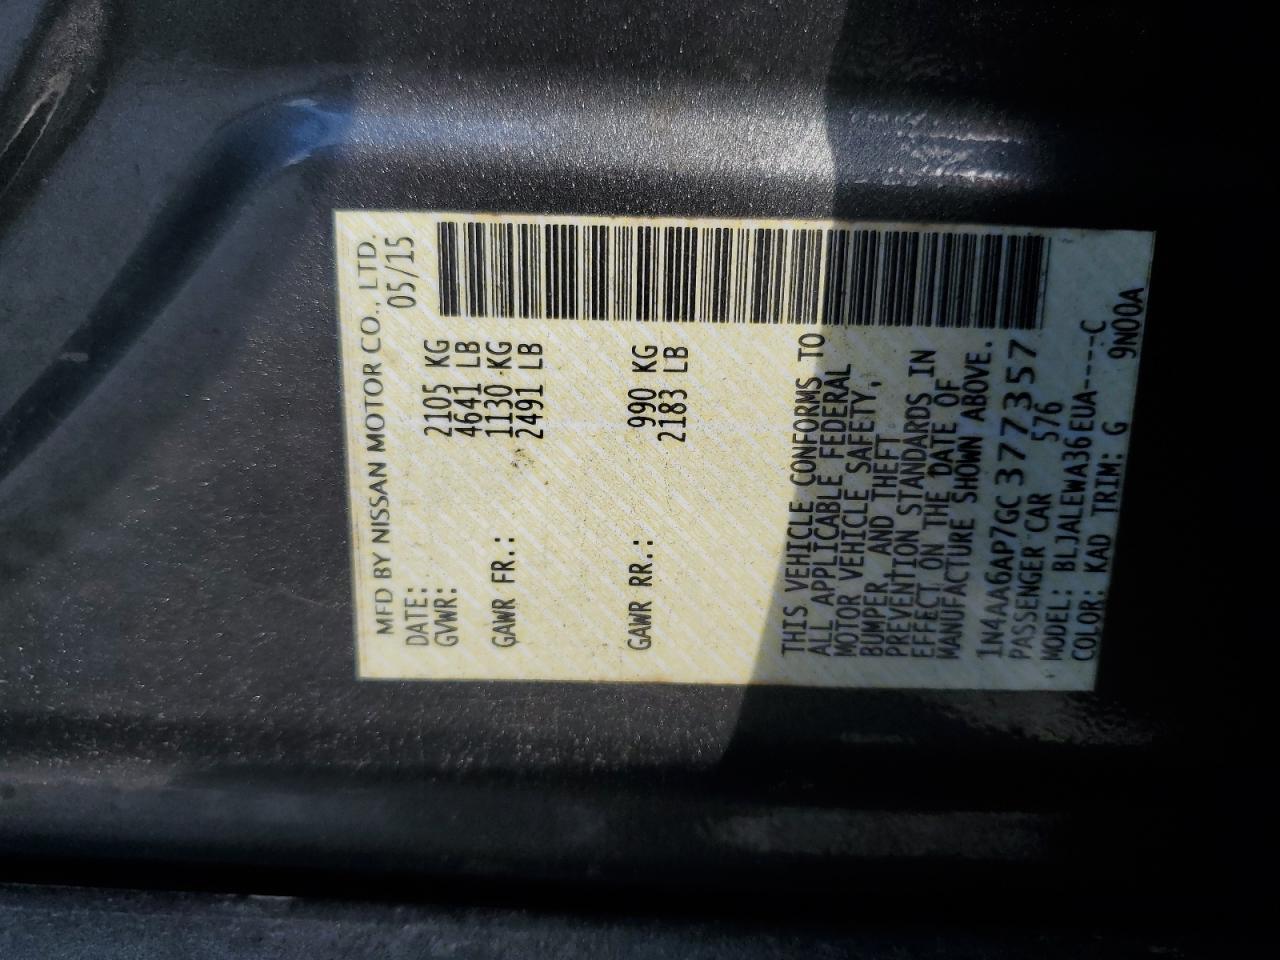 MFD BY NISSAN MOTOR CO., LTD.
DATE: 05/15
GVWR: 2105 KG
4641 LB
GAWR FR.: 1130 KG
2491 LB
GAWR RR.: 990 KG
2183 LB
THIS VEHICLE CONFORMS TO
ALL APPLICABLE FEDERAL
MOTOR VEHICLE SAFETY,
BUMPER AND THEFT
PREVENTION STANDARDS IN
EFFECT ON THE DATE OF
MANUFACTURE SHOWN ABOVE.
1N4AA6AP7GC377357
PASSENGER CAR 576
MODEL: BLJALEWA36EUA-----C
COLOR: KAD TRIM: G 9N00A